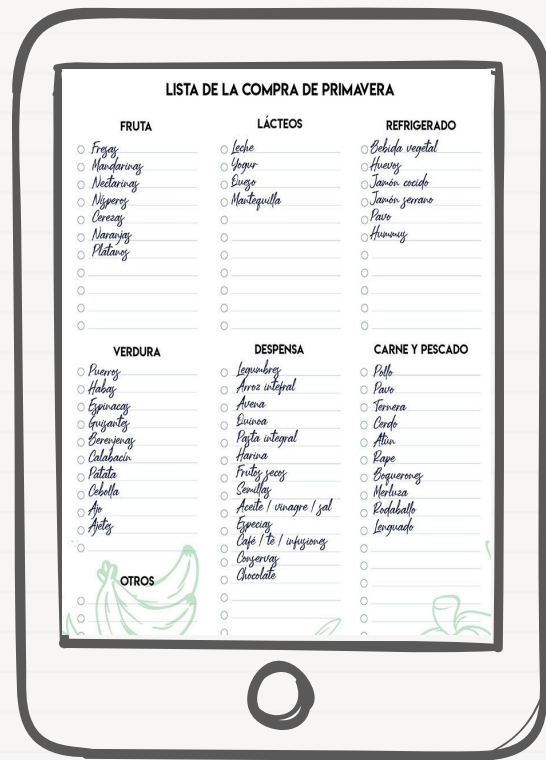 LISTA DE LA COMPRA DE PRIMAVERA
FRUTA
Fresas
Mandarinas
Nectarinas
Nísperos
Cerezas
Naranjas
Plátanos
LÁCTEOS
Leche
Yogur
Queso
Mantequilla
REFRIGERADO
Bebida vegetal
Huevos
Jamón cocido
Jamón serrano
Pavo
Hummus
VERDURA
Puerros
Habas
Espinacas
Guisantes
Berenjenas
Calabacín
Patata
Cebolla
Ajo
Ajetes
DESPENSA
Legumbres
Arroz intefral
Avena
Quinoa
Pasta integral
Harina
Frutos secos
Semillas
Aceite / vinagre / sal
Especias
Café / té / infusiones
Conservas
Chocolate
CARNE Y PESCADO
Pollo
Pavo
Ternera
Cerdo
Atún
Rape
Boquerones
Merluza
Rodaballo
Lenguado
OTROS